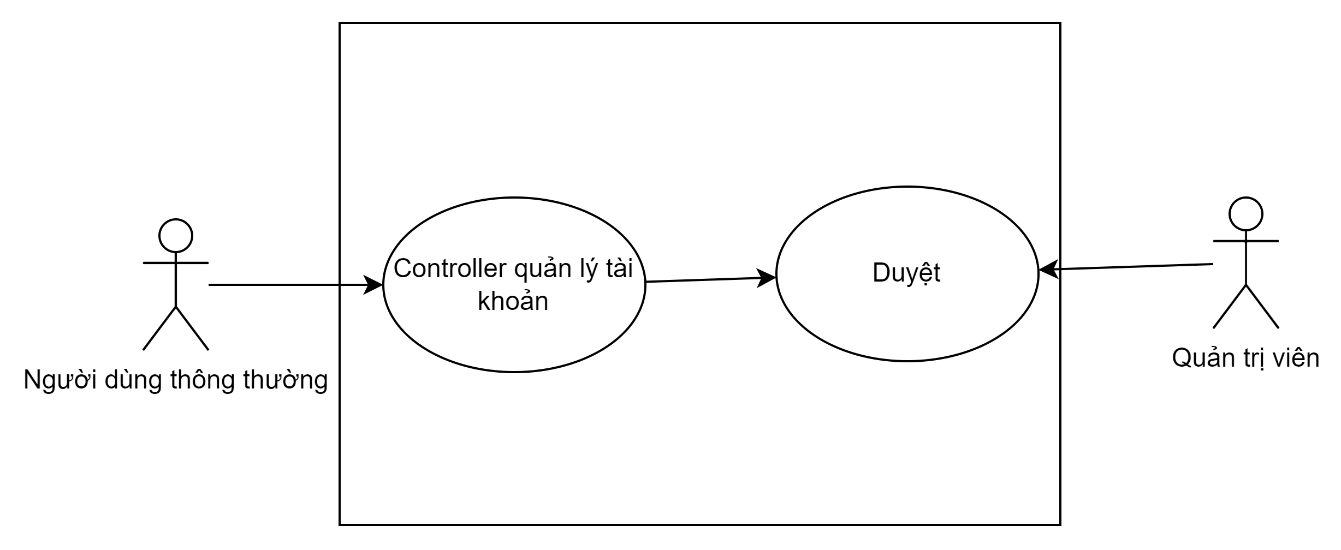 Controller quản lý tài
khoản
Duyệt
Người dùng thông thường
Quản trị viên